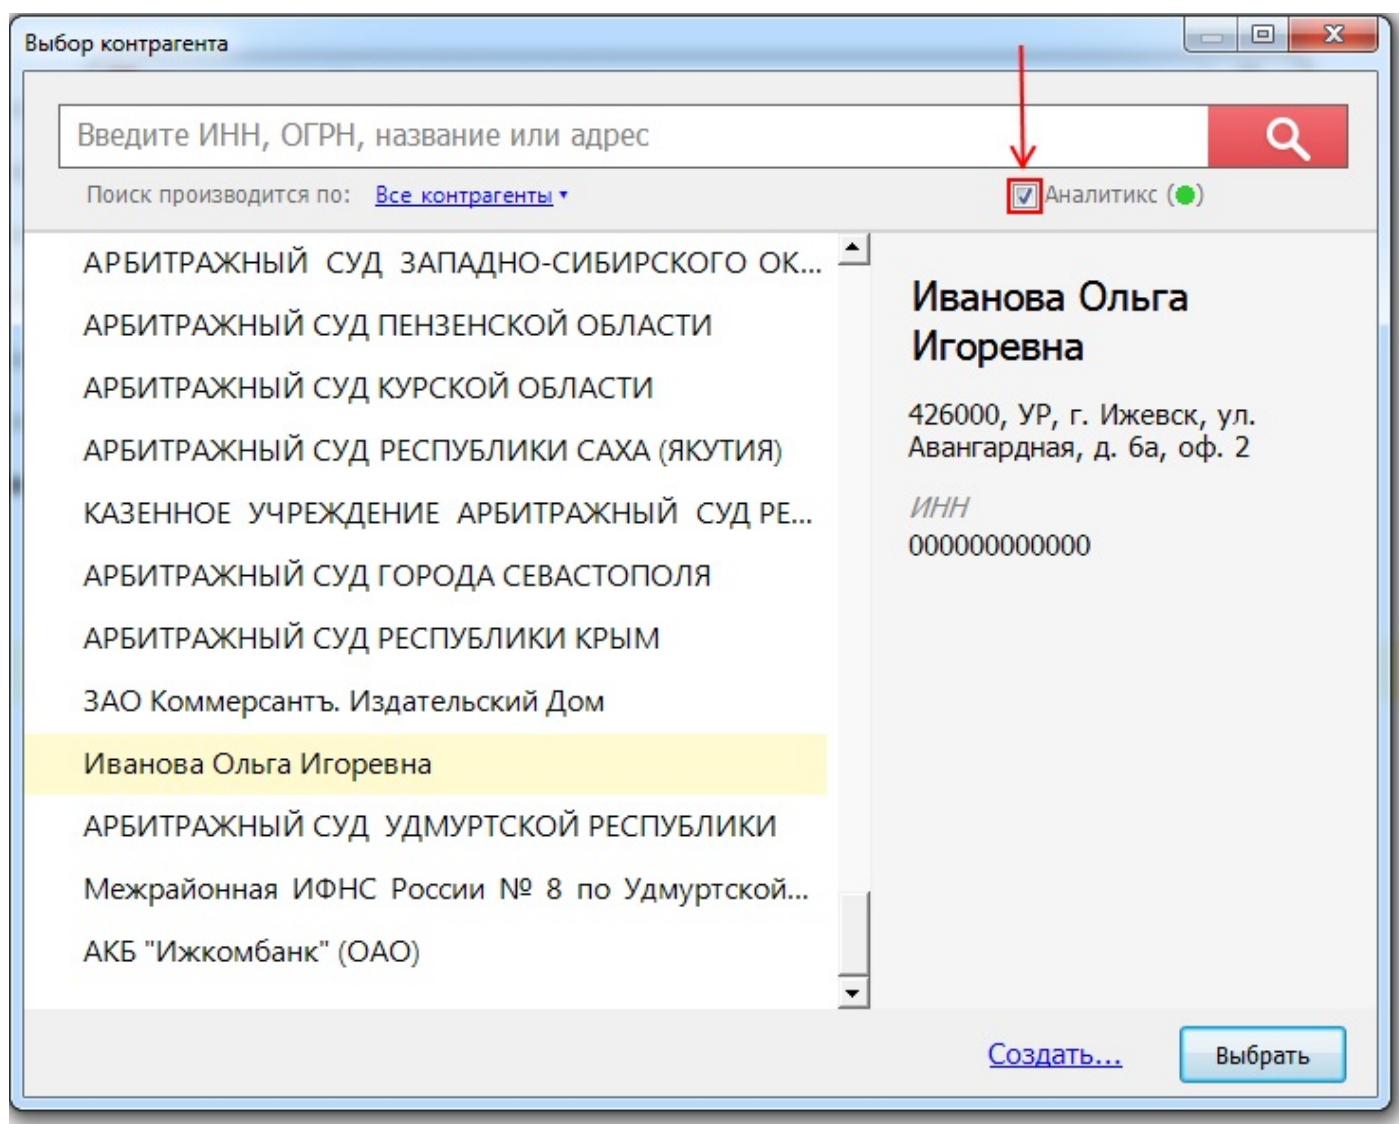 Выбор контрагента
Введите ИНН, ОГРН, название или адрес
Поиск производится по: Все контрагенты
Аналитикс ( )
АРБИТРАЖНЫЙ СУД ЗАПАДНО-СИБИРСКОГО ОК...
АРБИТРАЖНЫЙ СУД ПЕНЗЕНСКОЙ ОБЛАСТИ
АРБИТРАЖНЫЙ СУД КУРСКОЙ ОБЛАСТИ
АРБИТРАЖНЫЙ СУД РЕСПУБЛИКИ САХА (ЯКУТИЯ)
КАЗЕННОЕ УЧРЕЖДЕНИЕ АРБИТРАЖНЫЙ СУД РЕ...
АРБИТРАЖНЫЙ СУД ГОРОДА СЕВАСТОПОЛЯ
АРБИТРАЖНЫЙ СУД РЕСПУБЛИКИ КРЫМ
ЗАО Коммерсантъ. Издательский Дом
Иванова Ольга Игоревна
АРБИТРАЖНЫЙ СУД УДМУРТСКОЙ РЕСПУБЛИКИ
Межрайонная ИФНС России № 8 по Удмуртской...
АКБ "Ижкомбанк" (ОАО)
Иванова Ольга
Игоревна
426000, УР, г. Ижевск, ул.
Авангардная, д. 6а, оф. 2
ИНН
000000000000
Создать...
Выбрать